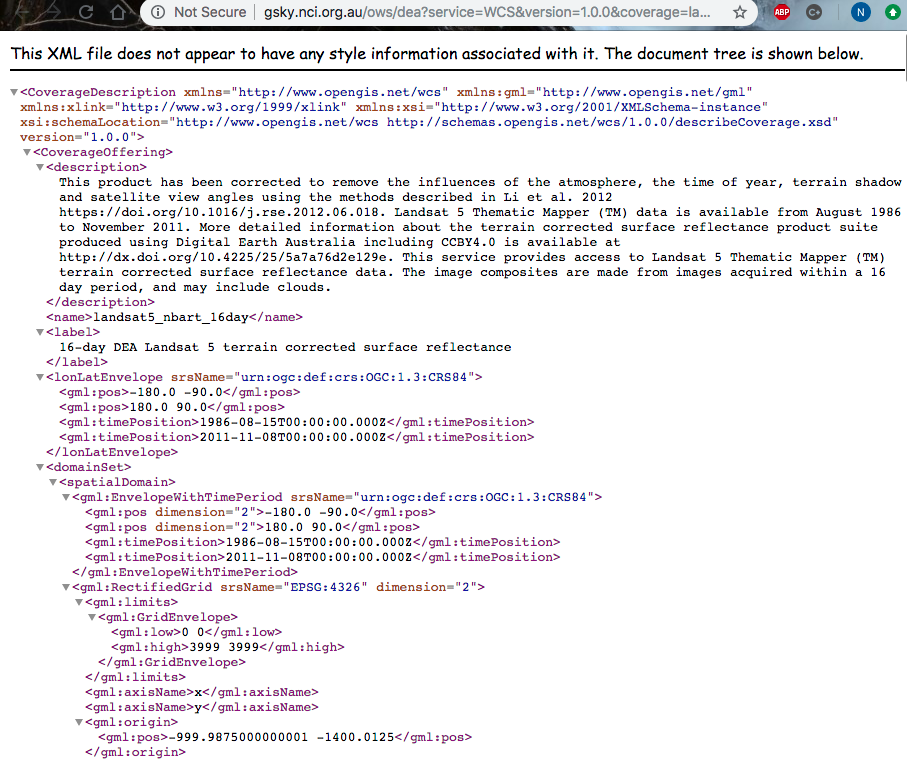 Not Secure | gsky.nci.org.au/ows/dea?service=WCS&version=1.0.0&coverage=la...
ABP
C
N
This XML file does not appear to have any style information associated with it. The document tree is shown below.
▼<CoverageDescription xmlns="http://www.opengis.net/wcs" xmlns:gml="http://www.opengis.net/gml"
xmlns:xlink="http://www.w3.org/1999/xlink" xmlns:xsi="http://www.w3.org/2001/XMLSchema-instance"
xsi:schemaLocation="http://www.opengis.net/wcs http://schemas.opengis.net/wcs/1.0.0/describeCoverage.xsd"
version="1.0.0">
▼<CoverageOffering>
▼<description>
This product has been corrected to remove the influences of the atmosphere, the time of year, terrain shadow
and satellite view angles using the methods described in Li et al. 2012
https://doi.org/10.1016/j.rse.2012.06.018. Landsat 5 Thematic Mapper (TM) data is available from August 1986
to November 2011. More detailed information about the terrain corrected surface reflectance product suite
produced using Digital Earth Australia including CCBY4.0 is available at
http://dx.doi.org/10.4225/25/5a7a76d2e129e. This service provides access to Landsat 5 Thematic Mapper (TM)
terrain corrected surface reflectance data. The image composites are made from images acquired within a 16
day period, and may include clouds.
</description>
<name>landsat5_nbart_16day</name>
▼<label>
16-day DEA Landsat 5 terrain corrected surface reflectance
</label>
▼<lonLatEnvelope srsName="urn:ogc:def:crs:OGC:1.3:CRS84">
<gml:pos>-180.0 -90.0</gml:pos>
<gml:pos>180.0 90.0</gml:pos>
<gml:timePosition>1986-08-15T00:00:00.000Z</gml:timePosition>
<gml:timePosition>2011-11-08T00:00:00.000Z</gml:timePosition>
</lonLatEnvelope>
▼<domainSet>
▼<spatialDomain>
▼<gml:EnvelopeWithTimePeriod srsName="urn:ogc:def:crs:OGC:1.3:CRS84">
<gml:pos dimension="2">-180.0 -90.0</gml:pos>
<gml:pos dimension="2">180.0 90.0</gml:pos>
<gml:timePosition>1986-08-15T00:00:00.000Z</gml:timePosition>
<gml:timePosition>2011-11-08T00:00:00.000Z</gml:timePosition>
</gml:EnvelopeWithTimePeriod>
▼<gml:RectifiedGrid srsName="EPSG:4326" dimension="2">
▼<gml:limits>
▼<gml:GridEnvelope>
<gml:low>0 0</gml:low>
<gml:high>3999 3999</gml:high>
</gml:GridEnvelope>
</gml:limits>
<gml:axisName>x</gml:axisName>
<gml:axisName>y</gml:axisName>
▼<gml:origin>
<gml:pos>-999.9875000000001 -1400.0125</gml:pos>
</gml:origin>